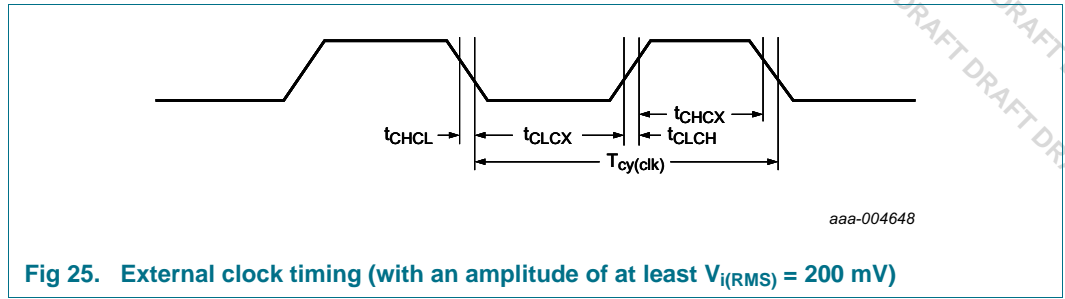 DRAFT DRAFT DRAFT DR
tCHCX
tCHCL tCLCX tCLCH
Tcy(clk)
aaa-004648
Fig 25. External clock timing (with an amplitude of at least Vi(RMS) = 200 mV)